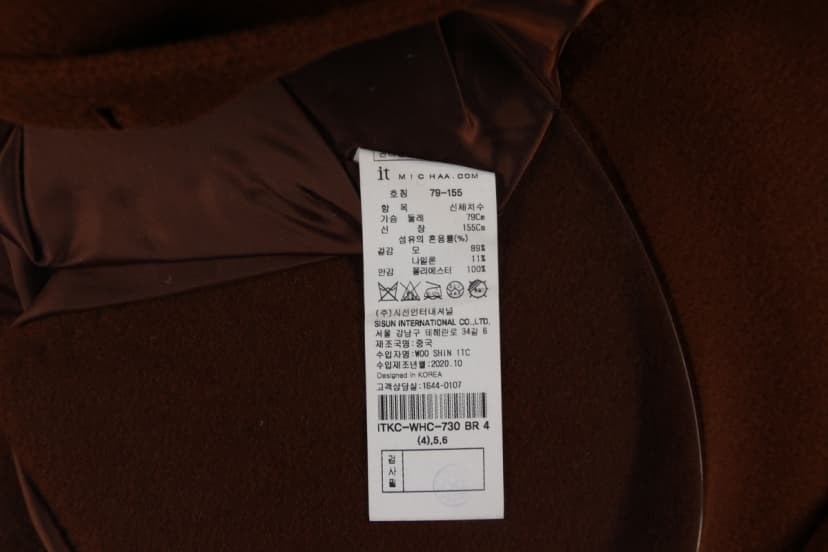 it MICHAA.COM
호칭 79-155
항 목 신체치수
가슴 둘레 79Cm
신 장 155Cm
섬유의 혼용률(%)
겉감 모 89%
나일론 11%
안감 폴리에스터 100%
(주)시선인터내셔널
SISUN INTERNATIONAL CO.,LTD.
서울 강남구 테헤란로 34길 6
제조국명:중국
수입자명:WOO SHIN ITC
수입제조년월:2020.10
Designed in KOREA
고객상담실:1644-0107
ITKC-WHC-730 BR 4
(4),5,6
검사필